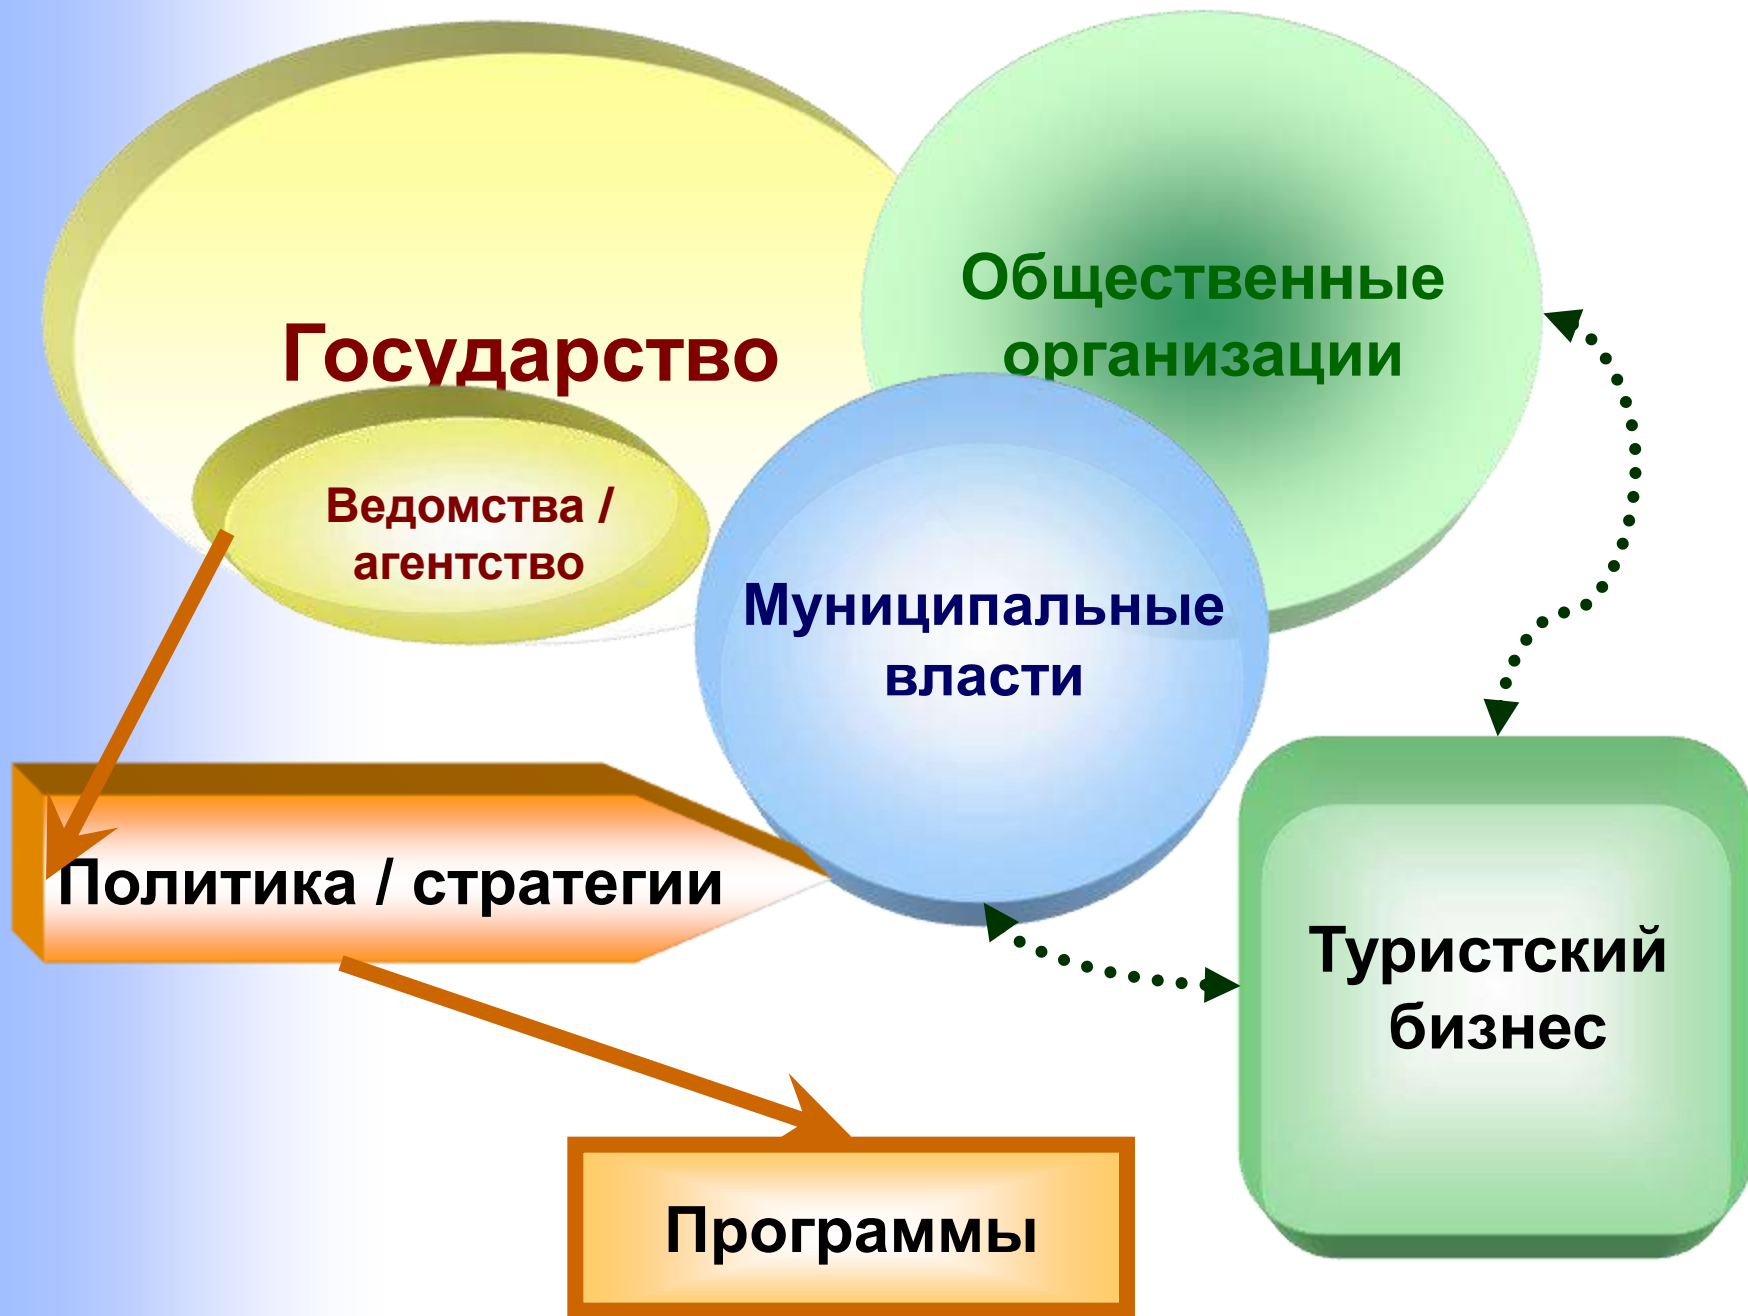 Государство
Общественные
организации
Ведомства /
агентство
Муниципальные
власти
Политика / стратегии
Туристский
бизнес
Программы